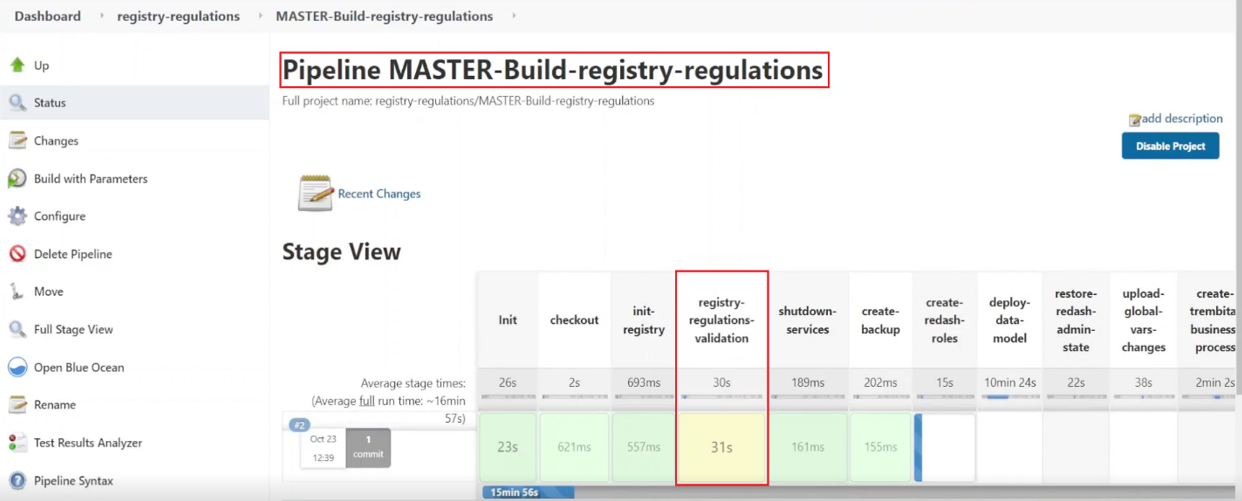 Dashboard registry-regulations MASTER-Build-registry-regulations
Up
Status
Changes
Build with Parameters
Configure
Delete Pipeline
Move
Full Stage View
Open Blue Ocean
Rename
Test Results Analyzer
Pipeline Syntax
Pipeline MASTER-Build-registry-regulations
Full project name: registry-regulations/MASTER-Build-registry-regulations
add description
Disable Project
Recent Changes
Stage View
Init
checkout
init-
registry
registry-
regulations-
validation
shutdown-
services
create-
backup
create-
redash-
roles
deploy-
data-
model
restore-
redash-
admin-
state
upload-
global-
vars-
changes
create-
trembita
business
process
Average stage times:
(Average full run time: ~16min
57s)
26s 2s 693ms 30s 189ms 202ms 15s 10min 24s 22s 38s 2min 2s
#2
Oct 23
12:39
1
commit
23s 621ms 557ms 31s 161ms 155ms
15min 56s